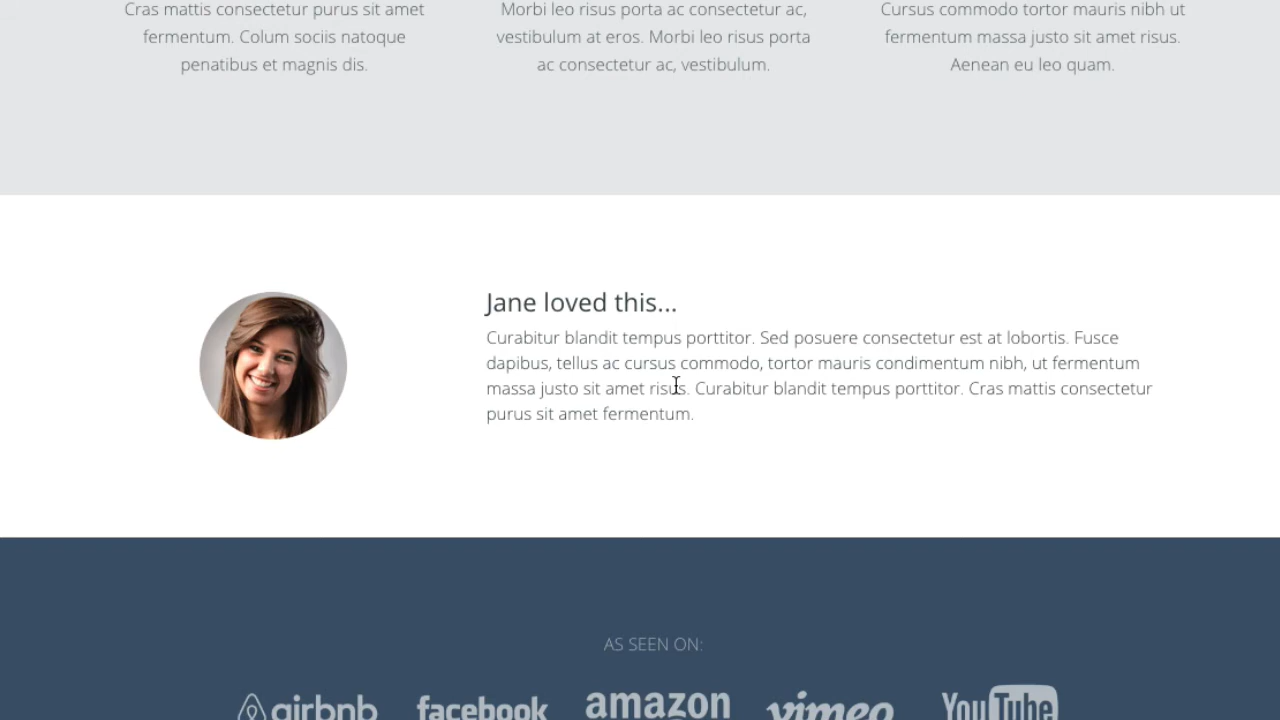 Cras mattis consectetur purus sit amet
fermentum. Colum sociis natoque
penatibus et magnis dis.
Morbi leo risus porta ac consectetur ac,
vestibulum at eros. Morbi leo risus porta
ac consectetur ac, vestibulum.
Cursus commodo tortor mauris nibh ut
fermentum massa justo sit amet risus.
Aenean eu leo quam.
Jane loved this...
Curabitur blandit tempus porttitor. Sed posuere consectetur est at lobortis. Fusce
dapibus, tellus ac cursus commodo, tortor mauris condimentum nibh, ut fermentum
massa justo sit amet risus. Curabitur blandit tempus porttitor. Cras mattis consectetur
purus sit amet fermentum.
AS SEEN ON:
airbnb facebook amazon vimeo YouTube